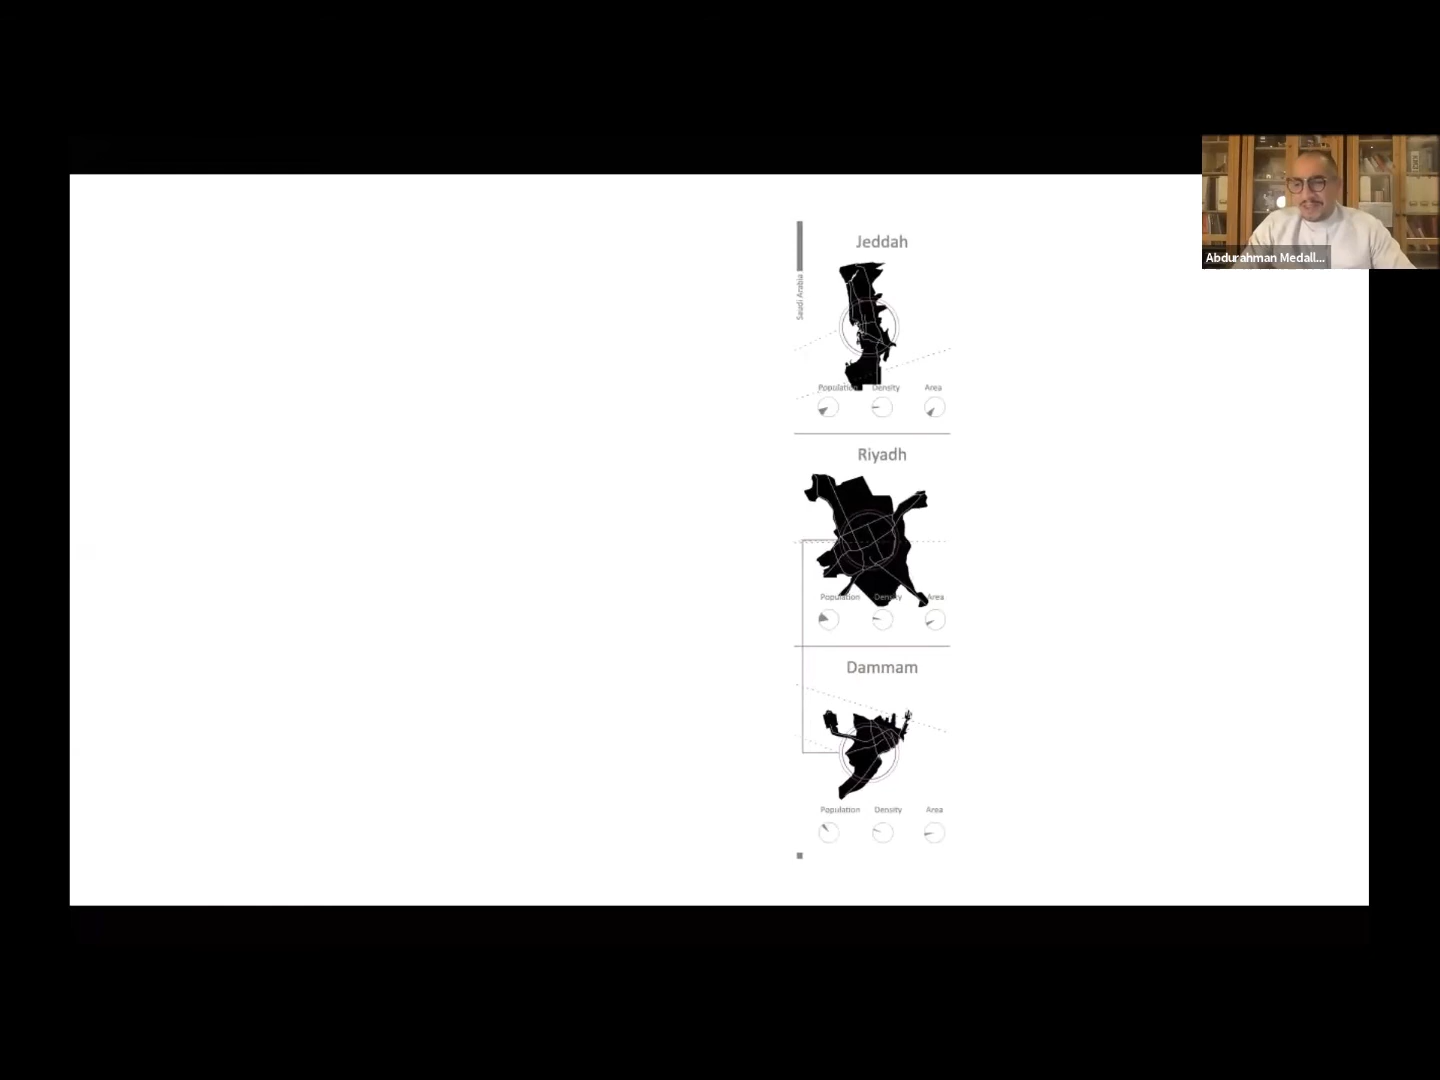 Abdurahman Medall...
Saudi Arabia
Jeddah
Population Density Area
Riyadh
Population Density Area
Dammam
Population Density Area